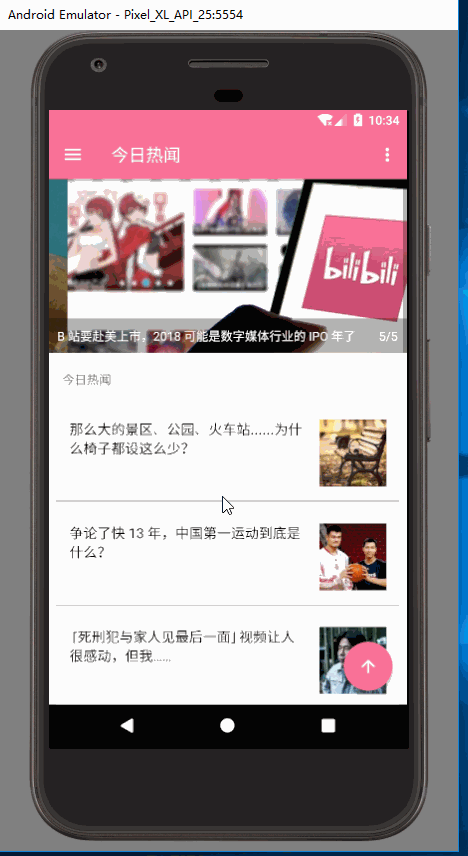 Android Emulator - Pixel_XL_API_25:5554
10:34
今日热闻
bilibili
B 站要赴美上市，2018 可能是数字媒体行业的 IPO 年了
5/5
今日热闻
那么大的景区、公园、火车站……为什
么椅子都设这么少？
争论了快 13 年，中国第一运动到底是
什么？
「死刑犯与家人见最后一面」视频让人
很感动，但我……